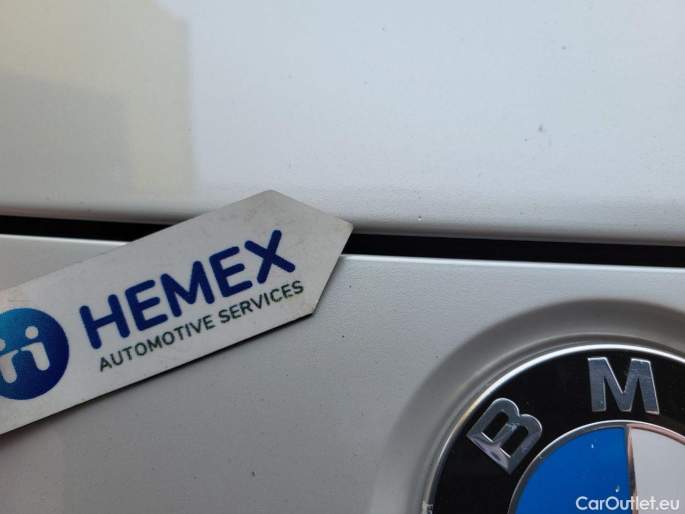 HEMEX
AUTOMOTIVE SERVICES
BM
CarOutlet.eu